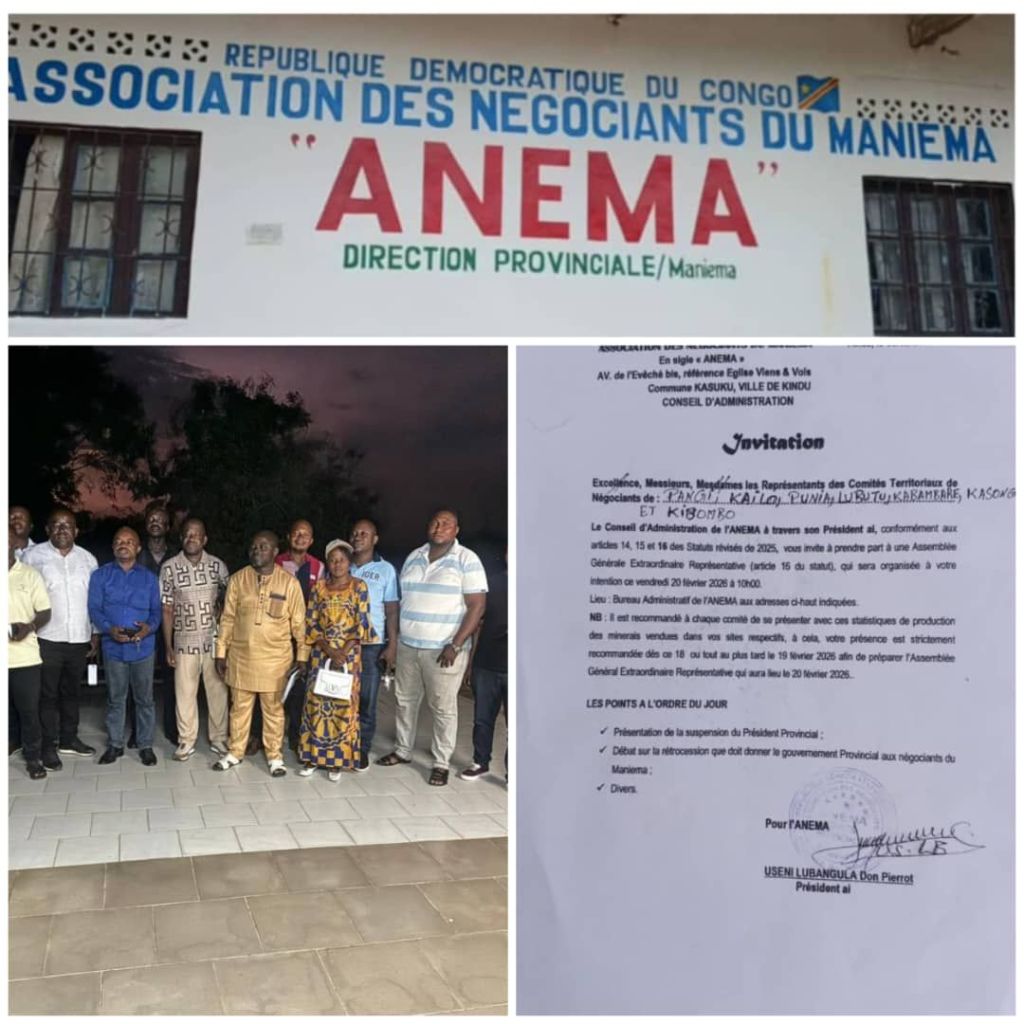 REPUBLIQUE DEMOCRATIQUE DU CONGO
ASSOCIATION DES NEGOCIANTS DU MANIEMA
"ANEMA"
DIRECTION PROVINCIALE/Maniema
IGER
ASSOCIATION DES NEGOCIANTS DU MANIEMA
En sigle « ANEMA »
AV. de l'Evêché bis, référence Eglise Viens & Vois
Commune KASUKU, VILLE DE KINDU
CONSEIL D'ADMINISTRATION
Invitation
Excellence, Messieurs, Mesdames les Représentants des Comités Territoriaux de
Négociants de : PANGI, KAILO, PUNIA, LUBUTU, KABAMBARE, KASONG
ET KIBOMBO
Le Conseil d'Administration de l'ANEMA à travers son Président ai, conformément aux
articles 14, 15 et 16 des Statuts révisés de 2025, vous invite à prendre part à une Assemblée
Générale Extraordinaire Représentative (article 16 du statut), qui sera organisée à votre
intention ce vendredi 20 février 2026 à 10h00.
Lieu : Bureau Administratif de l'ANEMA aux adresses ci-haut indiquées.
NB : Il est recommandé à chaque comité de se présenter avec ces statistiques de production
des minerais vendues dans vos sites respectifs, à cela, votre présence est strictement
recommandée dès ce 18 ou tout au plus tard le 19 février 2026 afin de préparer l'Assemblée
Général Extraordinaire Représentative qui aura lieu le 20 février 2026..
LES POINTS A L'ORDRE DU JOUR
✓ Présentation de la suspension du Président Provincial ;
✓ Débat sur la rétrocession que doit donner le gouvernement Provincial aux négociants du
Maniema ;
✓ Divers.
Pour l'ANEMA
USENI LUBANGULA Don Pierrot
Président ai